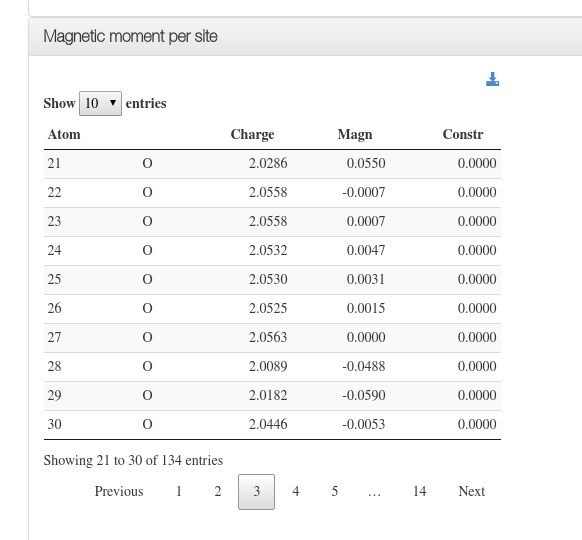 Magnetic moment per site
Show 10 entries
Atom Charge Magn Constr
21 O 2.0286 0.0550 0.0000
22 O 2.0558 -0.0007 0.0000
23 O 2.0558 0.0007 0.0000
24 O 2.0532 0.0047 0.0000
25 O 2.0530 0.0031 0.0000
26 O 2.0525 0.0015 0.0000
27 O 2.0563 0.0000 0.0000
28 O 2.0089 -0.0488 0.0000
29 O 2.0182 -0.0590 0.0000
30 O 2.0446 -0.0053 0.0000
Showing 21 to 30 of 134 entries
Previous 1 2 3 4 5 … 14 Next